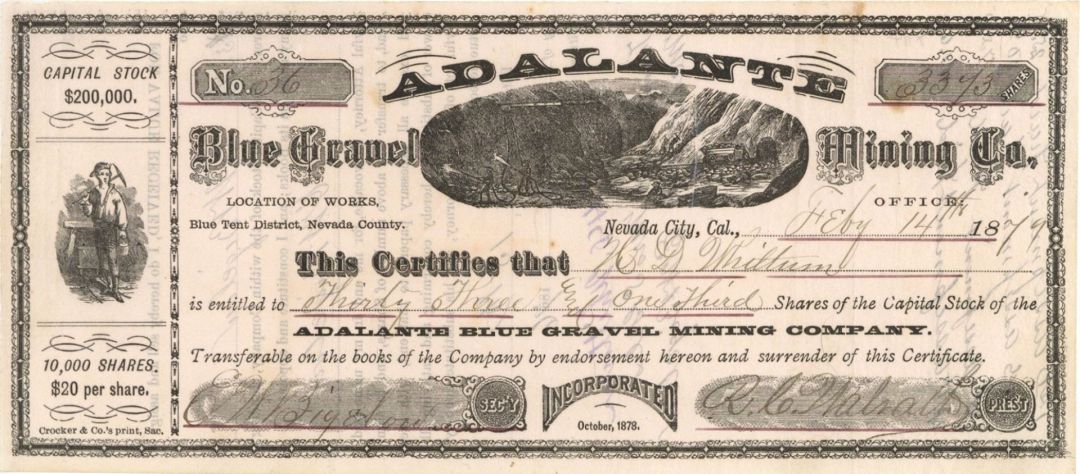 CAPITAL STOCK
$200,000.
10,000 SHARES.
$20 per share.
Crocker & Co.'s print, Sac.
No. 36
ADALANTE
33 1/3 SHARES
Blue Gravel Mining Co.
LOCATION OF WORKS,
Blue Tent District, Nevada County.
OFFICE:
Nevada City, Cal., Feby 14th 1879
This Certifies that H D Whittum
is entitled to Thirty Three & One Third Shares of the Capital Stock of the
ADALANTE BLUE GRAVEL MINING COMPANY.
Transferable on the books of the Company by endorsement hereon and surrender of this Certificate.
SEC'Y
INCORPORATED
October, 1878.
PREST